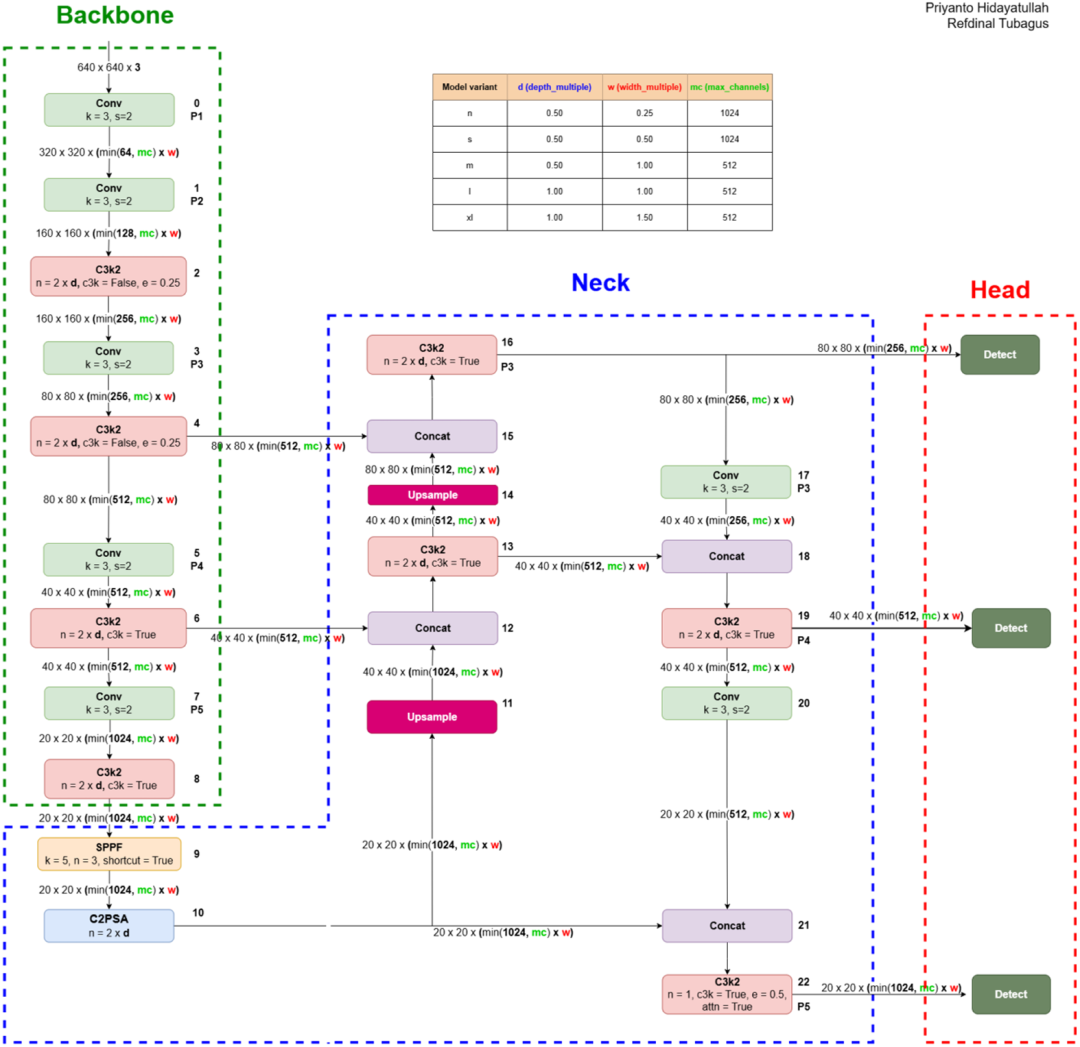 Backbone
Priyanto Hidayatullah
Refdinal Tubagus
640 x 640 x 3
Conv
k = 3, s=2
0
P1
320 x 320 x (min(64, mc) x w)
Conv
k = 3, s=2
1
P2
160 x 160 x (min(128, mc) x w)
C3k2
n = 2 x d, c3k = False, e = 0.25
2
160 x 160 x (min(256, mc) x w)
Conv
k = 3, s=2
3
P3
80 x 80 x (min(256, mc) x w)
C3k2
n = 2 x d, c3k = False, e = 0.25
4
80 x 80 x (min(512, mc) x w)
80 x 80 x (min(512, mc) x w)
Conv
k = 3, s=2
5
P4
40 x 40 x (min(512, mc) x w)
C3k2
n = 2 x d, c3k = True
6
40 x 40 x (min(512, mc) x w)
40 x 40 x (min(512, mc) x w)
Conv
k = 3, s=2
7
P5
20 x 20 x (min(1024, mc) x w)
C3k2
n = 2 x d, c3k = True
8
20 x 20 x (min(1024, mc) x w)
SPPF
k = 5, n = 3, shortcut = True
9
20 x 20 x (min(1024, mc) x w)
C2PSA
n = 2 x d
10
Model variant d (depth_multiple) w (width_multiple) mc (max_channels)
n 0.50 0.25 1024
s 0.50 0.50 1024
m 0.50 1.00 512
l 1.00 1.00 512
xl 1.00 1.50 512
Neck
C3k2
n = 2 x d, c3k = True
16
P3
Concat
15
80 x 80 x (min(512, mc) x w)
Upsample
14
40 x 40 x (min(512, mc) x w)
C3k2
n = 2 x d, c3k = True
13
40 x 40 x (min(512, mc) x w)
Concat
12
40 x 40 x (min(1024, mc) x w)
Upsample
11
20 x 20 x (min(1024, mc) x w)
20 x 20 x (min(1024, mc) x w)
80 x 80 x (min(256, mc) x w)
Conv
k = 3, s=2
17
P3
40 x 40 x (min(256, mc) x w)
Concat
18
C3k2
n = 2 x d, c3k = True
19
P4
40 x 40 x (min(512, mc) x w)
Conv
k = 3, s=2
20
20 x 20 x (min(512, mc) x w)
Concat
21
C3k2
n = 1, c3k = True, e = 0.5,
attn = True
22
P5
Head
80 x 80 x (min(256, mc) x w)
Detect
40 x 40 x (min(512, mc) x w)
Detect
20 x 20 x (min(1024, mc) x w)
Detect